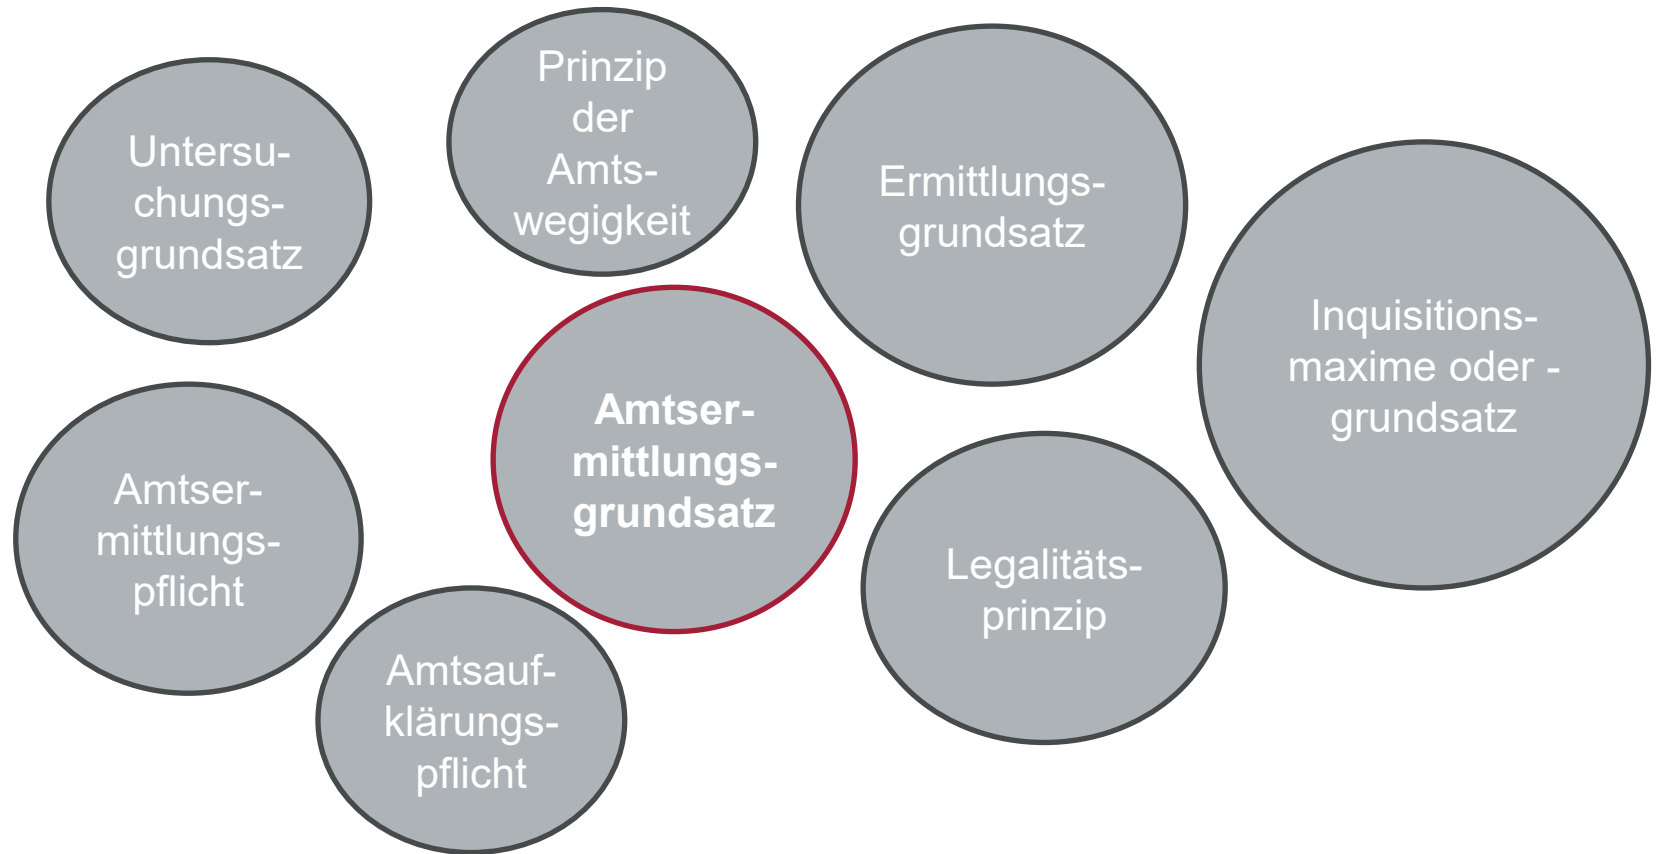 Prinzip
der
Amts-
wegigkeit
Untersu-
chungs-
grundsatz
Ermittlungs-
grundsatz
Inquisitions-
maxime oder -
grundsatz
Amtser-
mittlungs-
grundsatz
Amtser-
mittlungs-
pflicht
Legalitäts-
prinzip
Amtsauf-
klärungs-
pflicht